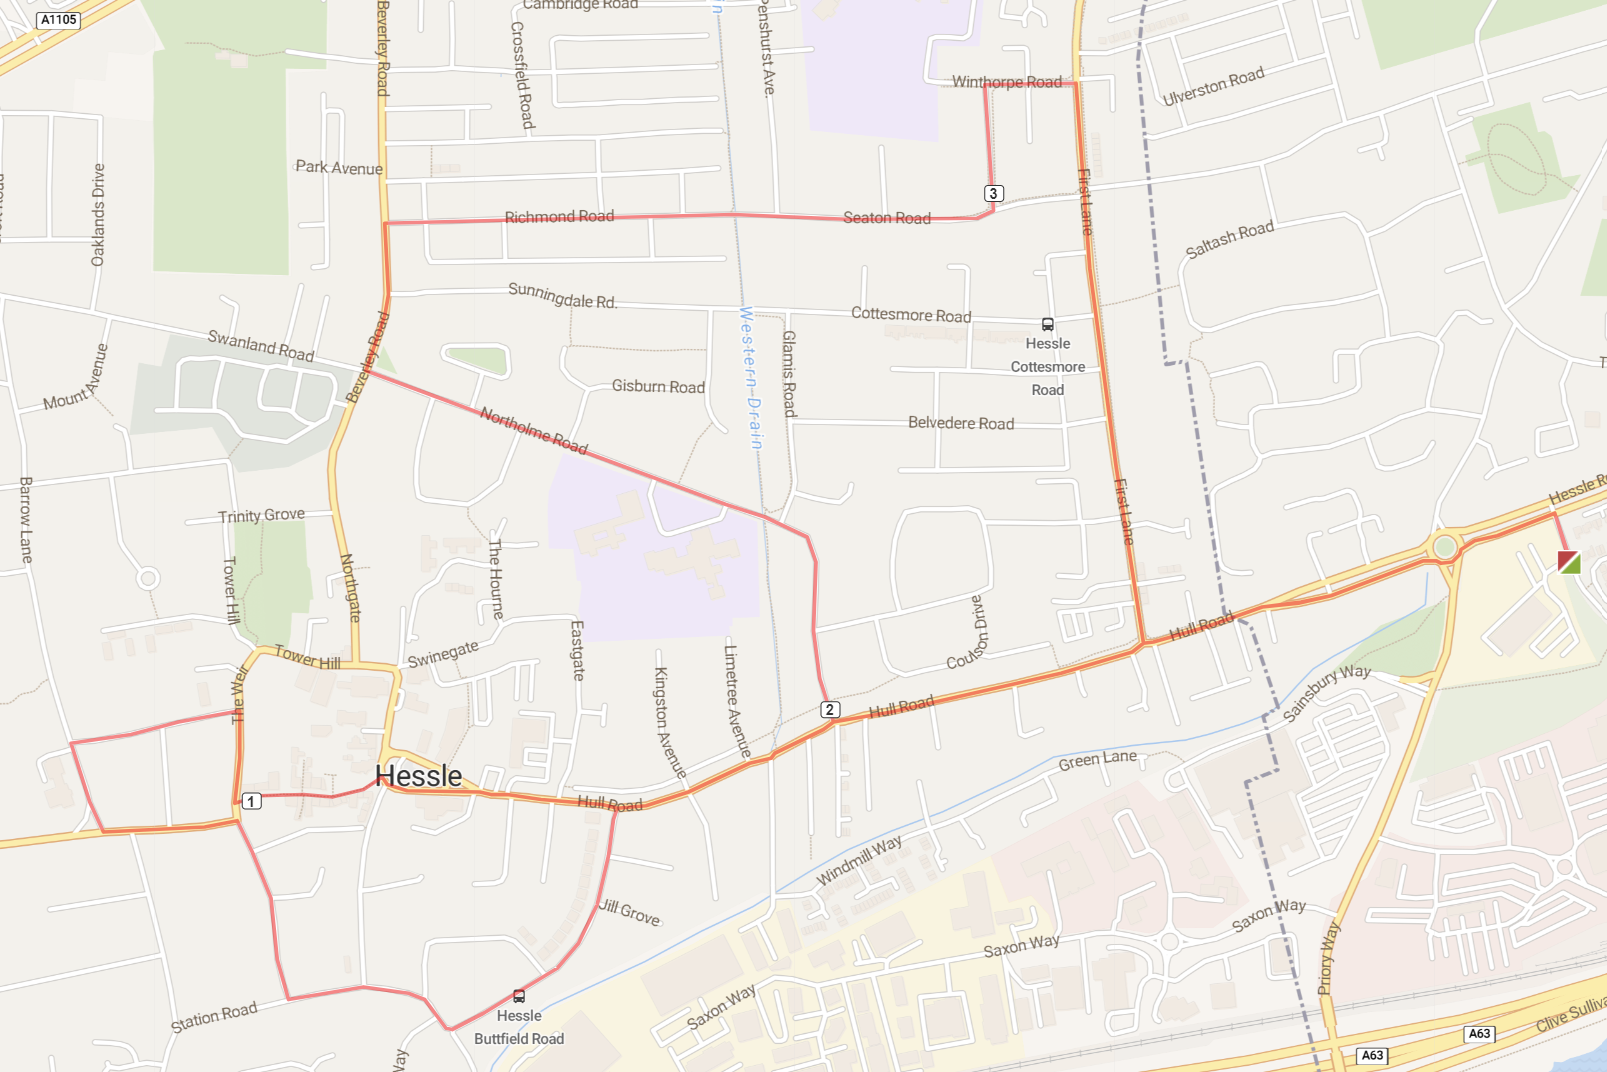 A1105
Cambridge Road
Beverley Road
Crossfield Road
Penshurst Ave.
Winthorpe Road
Ulverston Road
Park Avenue
Oaklands Drive
3
First Lane
Richmond Road
Seaton Road
Saltash Road
Sunningdale Rd.
Cottesmore Road
Swanland Road
Beverley Road
Western Drain
Glamis Road
Hessle
Cottesmore
Road
Mount Avenue
Gisburn Road
Northolme Road
Belvedere Road
Barrow Lane
Trinity Grove
First Lane
Tower Hill
Northgate
The Hourne
Coulson Drive
Hull Road
Tower Hill
Swinegate
Eastgate
Kingston Avenue
Limetree Avenue
The Weir
2
Hull Road
Sainsbury Way
Hessle
1
Hull Road
Green Lane
Windmill Way
Jill Grove
Saxon Way
Saxon Way
Priory Way
Station Road
Hessle
Buttfield Road
Saxon Way
A63
A63